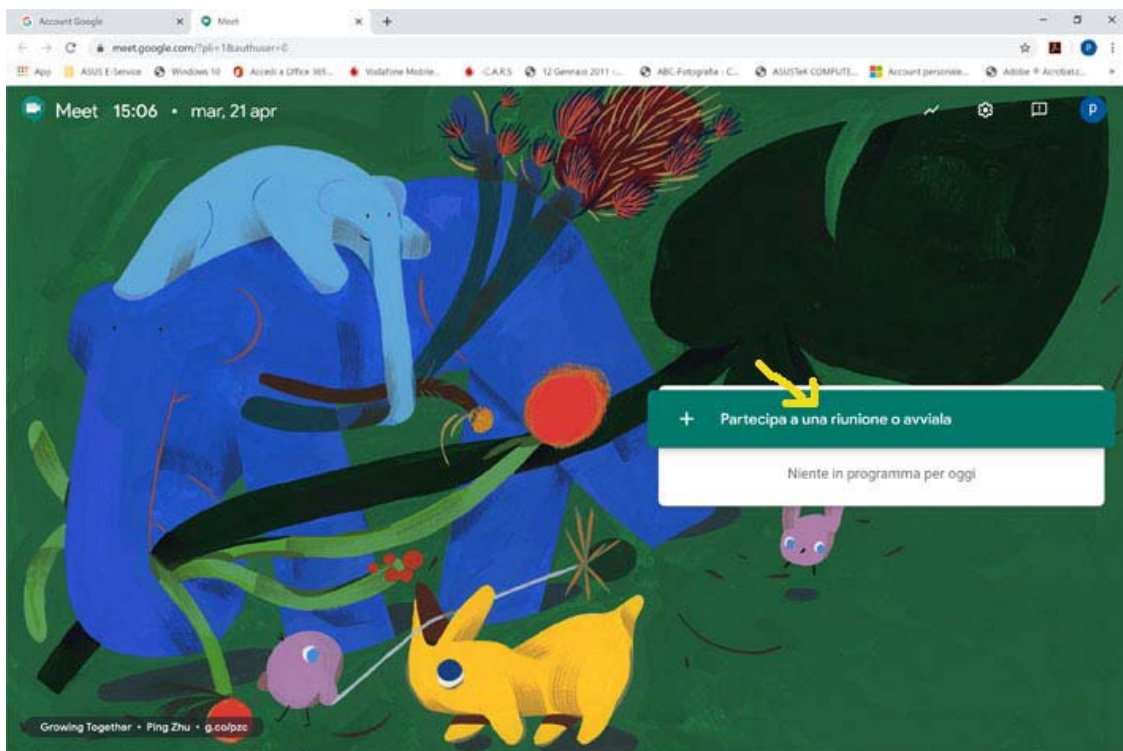 Account Google
Meet
meet.google.com/?pli=1&authuser=0
App ASUS E-Service Windows 10 Accedi a Office 365... Vodafone Mobile... C.A.R.S 12 Gennaio 2011 -... ABC-Fotografia : C... ASUSTeK COMPUTE... Account personale... Adobe ® Acrobat... »
Meet 15:06 • mar, 21 apr
P
+ Partecipa a una riunione o avviala
Niente in programma per oggi
Growing Together • Ping Zhu • g.co/pzc